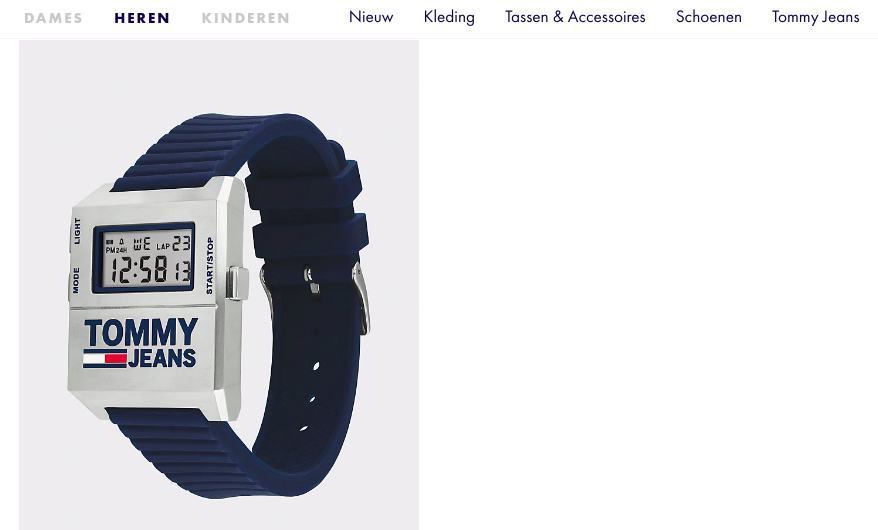 DAMES HEREN KINDEREN Nieuw Kleding Tassen & Accessoires Schoenen Tommy Jeans
LIGHT
MODE
PM 24H WE LAP 23
12:58 13
START/STOP
TOMMY
JEANS